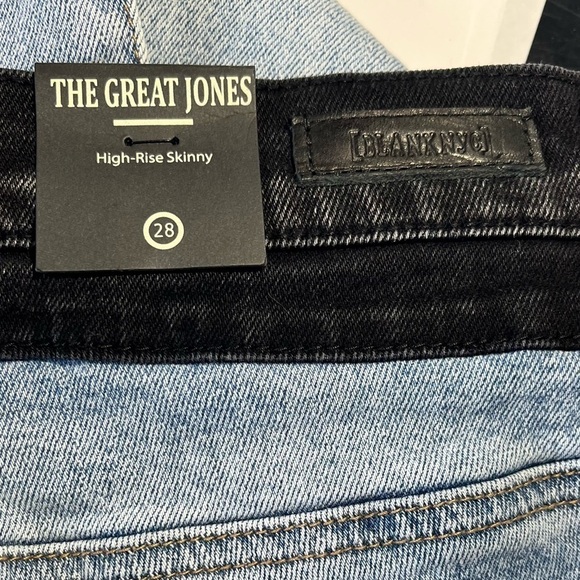 THE GREAT JONES
High-Rise Skinny
28
[BLANKNYC]